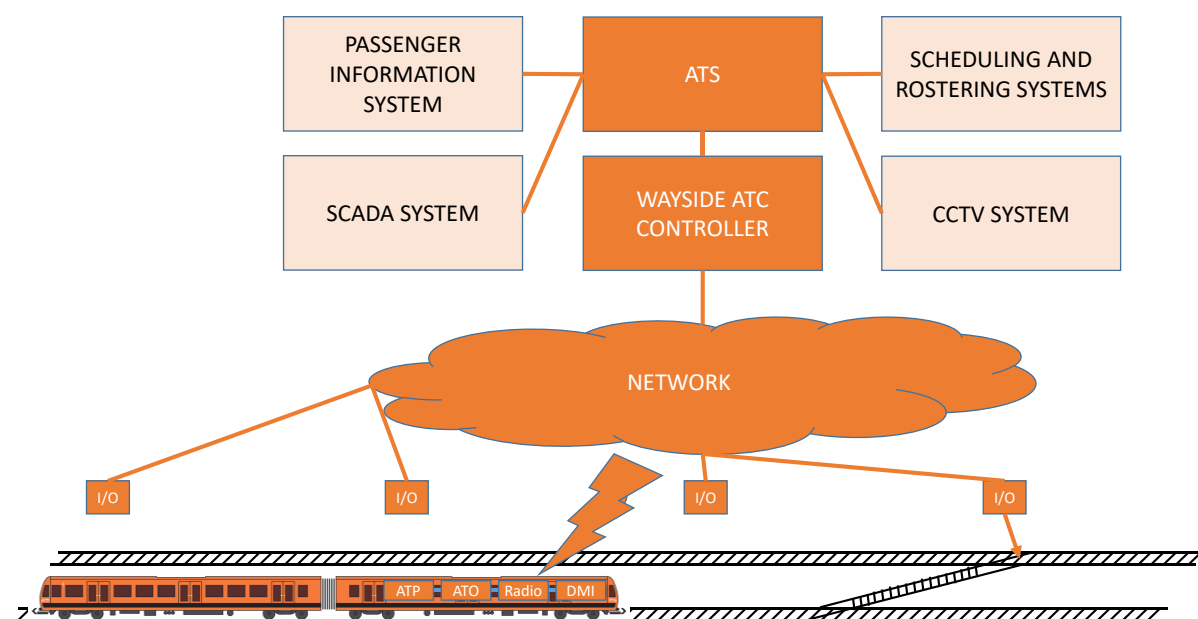 PASSENGER
INFORMATION
SYSTEM
ATS
SCHEDULING AND
ROSTERING SYSTEMS
SCADA SYSTEM
WAYSIDE ATC
CONTROLLER
CCTV SYSTEM
NETWORK
I/O
I/O
I/O
I/O
ATP
ATO
Radio
DMI